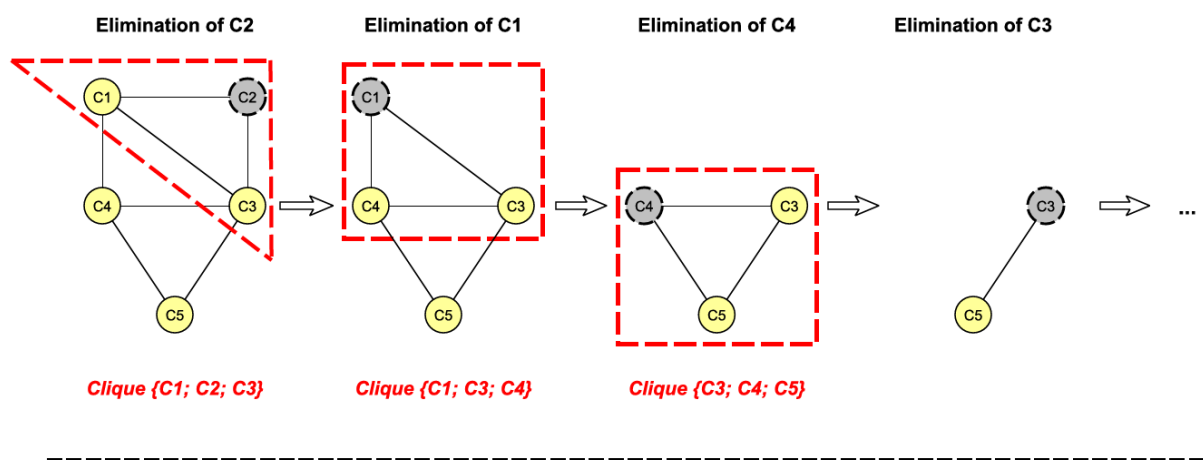 Elimination of C2 Elimination of C1 Elimination of C4 Elimination of C3
C1 C2 C1
C4 C3 C4 C3 C4 C3 C3 ...
C5 C5 C5 C5
Clique {C1; C2; C3} Clique {C1; C3; C4} Clique {C3; C4; C5}